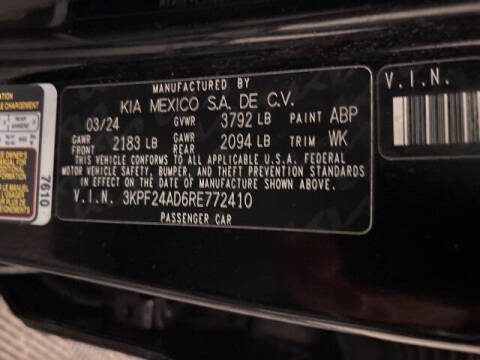 MANUFACTURED BY
KIA MEXICO S.A. DE C.V.
03/24 GVWR 3792 LB PAINT ABP
GAWR FRONT 2183 LB GAWR REAR 2094 LB TRIM WK
THIS VEHICLE CONFORMS TO ALL APPLICABLE U.S.A. FEDERAL
MOTOR VEHICLE SAFETY, BUMPER, AND THEFT PREVENTION STANDARDS
IN EFFECT ON THE DATE OF MANUFACTURE SHOWN ABOVE.
V.I.N. 3KPF24AD6RE772410
PASSENGER CAR
V.I.N.
7610